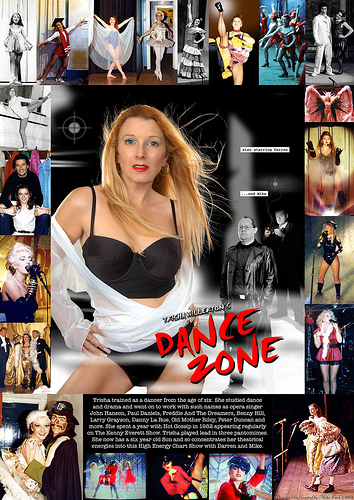 also starring Darren
...and Mike
TRISHA WILLERTON'S
DANCE
ZONE
Trisha trained as a dancer from the age of six. She studied dance
and drama and went on to work with such names as opera singer
John Hanson, Paul Daniels, Freddie And The Dreamers, Benny Hill,
Larry Grayson, Danny La Rue, Old Mother Riley, Peter Duncan and
more. She spent a year with Hot Gossip in 1982 appearing regularly
on The Kenny Everett Show. Trisha played lead in three pantomimes.
She now has a six year old Son and so concentrates her theatrical
energies into this High Energy Chart Show with Darren and Mike.